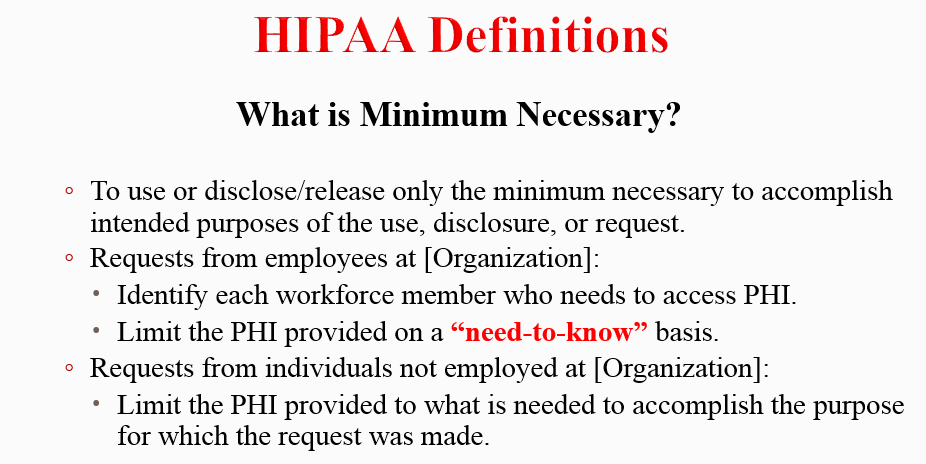 HIPAA Definitions
What is Minimum Necessary?
◦ To use or disclose/release only the minimum necessary to accomplish
intended purposes of the use, disclosure, or request.
◦ Requests from employees at [Organization]:
• Identify each workforce member who needs to access PHI.
• Limit the PHI provided on a “need-to-know” basis.
◦ Requests from individuals not employed at [Organization]:
• Limit the PHI provided to what is needed to accomplish the purpose
for which the request was made.